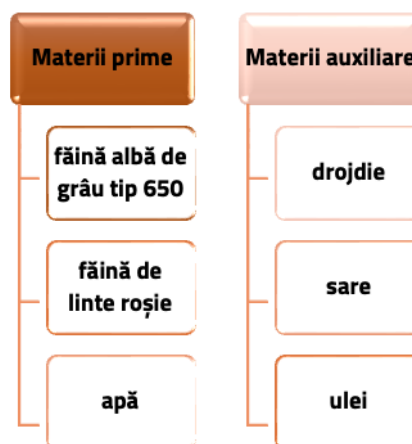 Materii prime
făină albă de
grâu tip 650
făină de
linte roșie
apă
Materii auxiliare
drojdie
sare
ulei